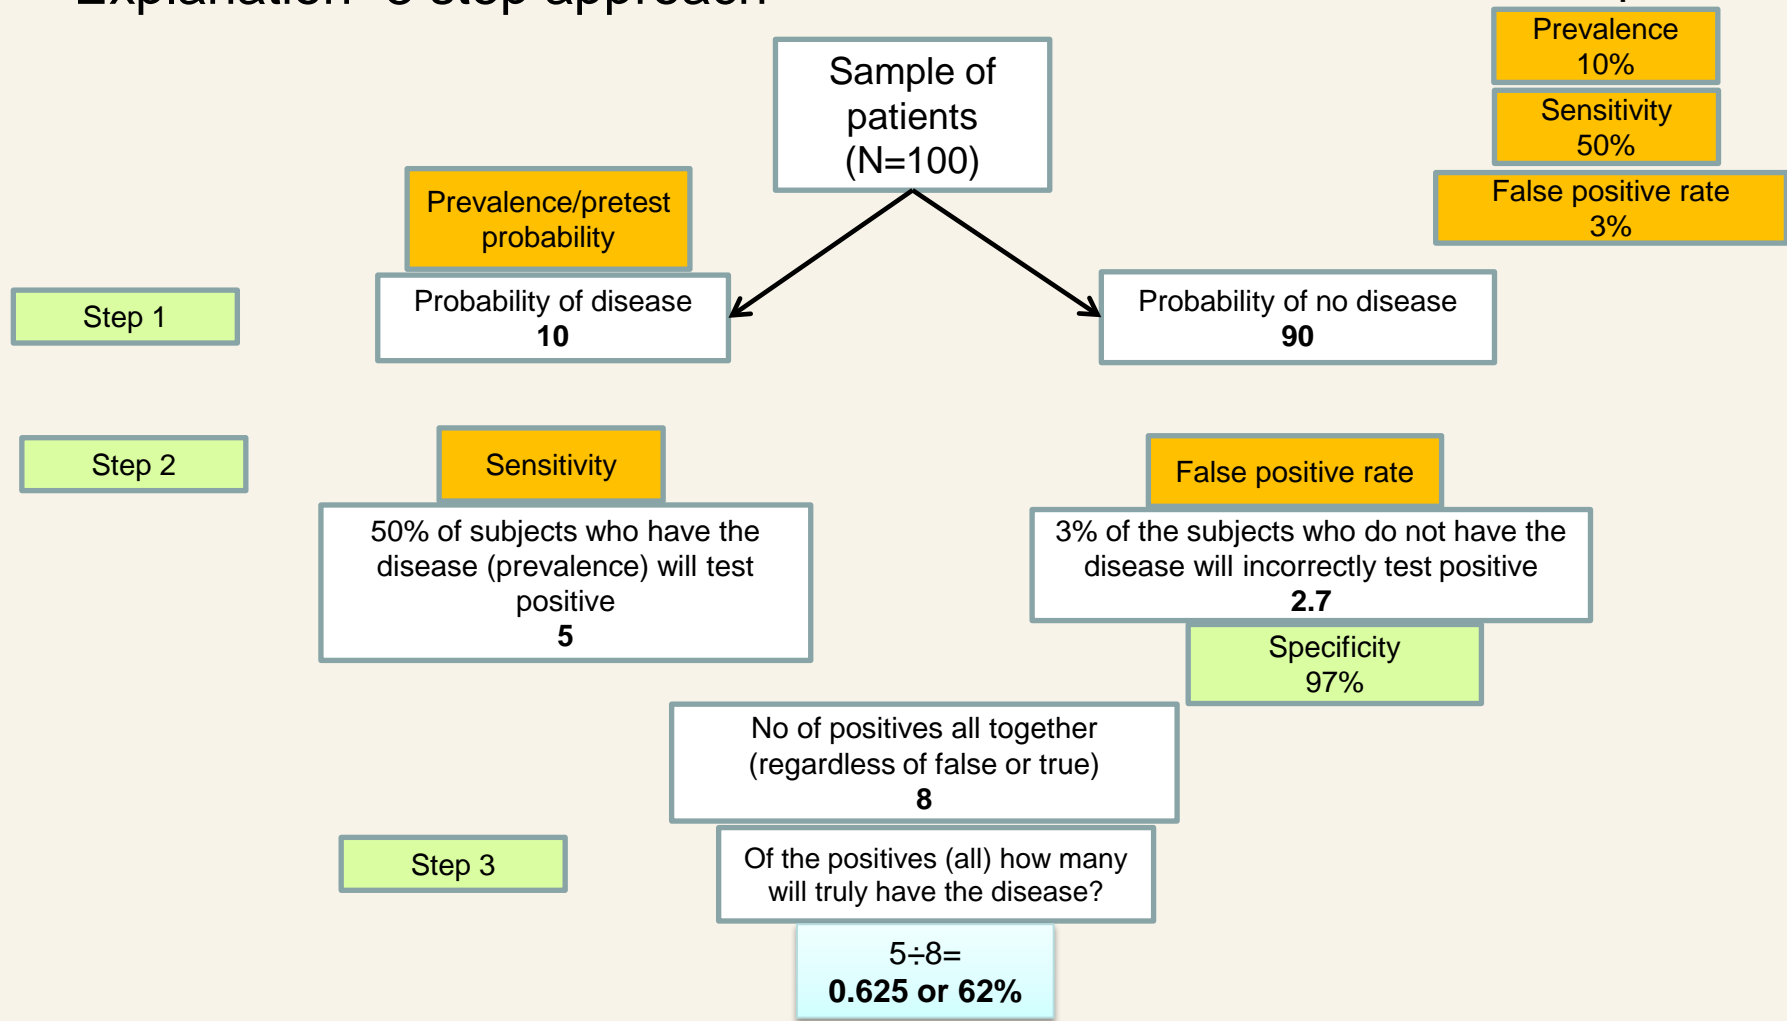 Explanation- 3 step approach
Prevalence
10%
Sensitivity
50%
False positive rate
3%
Sample of
patients
(N=100)
Prevalence/pretest
probability
Step 1
Probability of disease
10
Probability of no disease
90
Step 2
Sensitivity
50% of subjects who have the
disease (prevalence) will test
positive
5
False positive rate
3% of the subjects who do not have the
disease will incorrectly test positive
2.7
Specificity
97%
No of positives all together
(regardless of false or true)
8
Step 3
Of the positives (all) how many
will truly have the disease?
5÷8=
0.625 or 62%